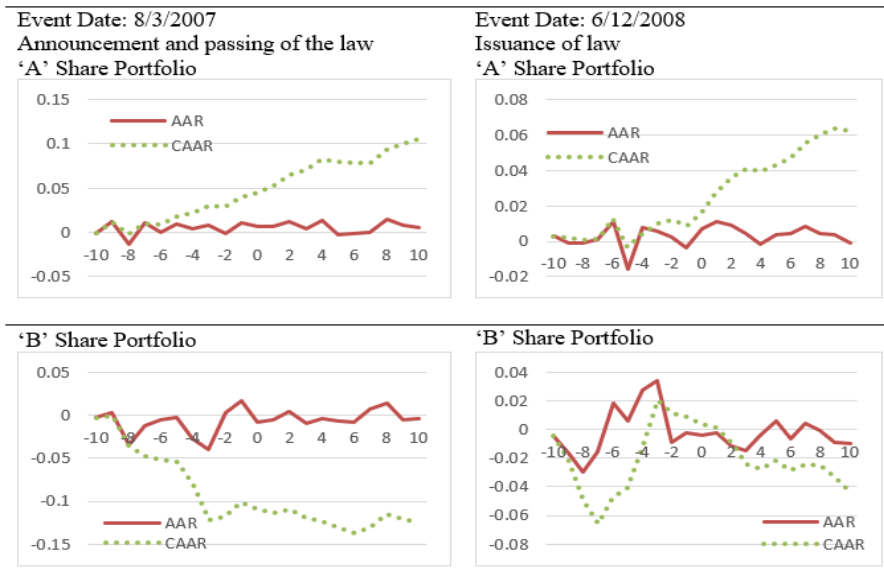 Event Date: 8/3/2007
Announcement and passing of the law
‘A’ Share Portfolio
0.15
0.1
0.05
0
-0.05
AAR
CAAR
-10 -8 -6 -4 -2 0 2 4 6 8 10
Event Date: 6/12/2008
Issuance of law
‘A’ Share Portfolio
0.08
0.06
0.04
0.02
0
-0.02
AAR
CAAR
-10 -8 -6 -4 -2 0 2 4 6 8 10
‘B’ Share Portfolio
0.05
0
-0.05
-0.1
-0.15
-10 -8 -6 -4 -2 0 2 4 6 8 10
AAR
CAAR
‘B’ Share Portfolio
0.04
0.02
0.00
-0.02
-0.04
-0.06
-0.08
-10 -8 -6 -4 -2 0 2 4 6 8 10
AAR
CAAR